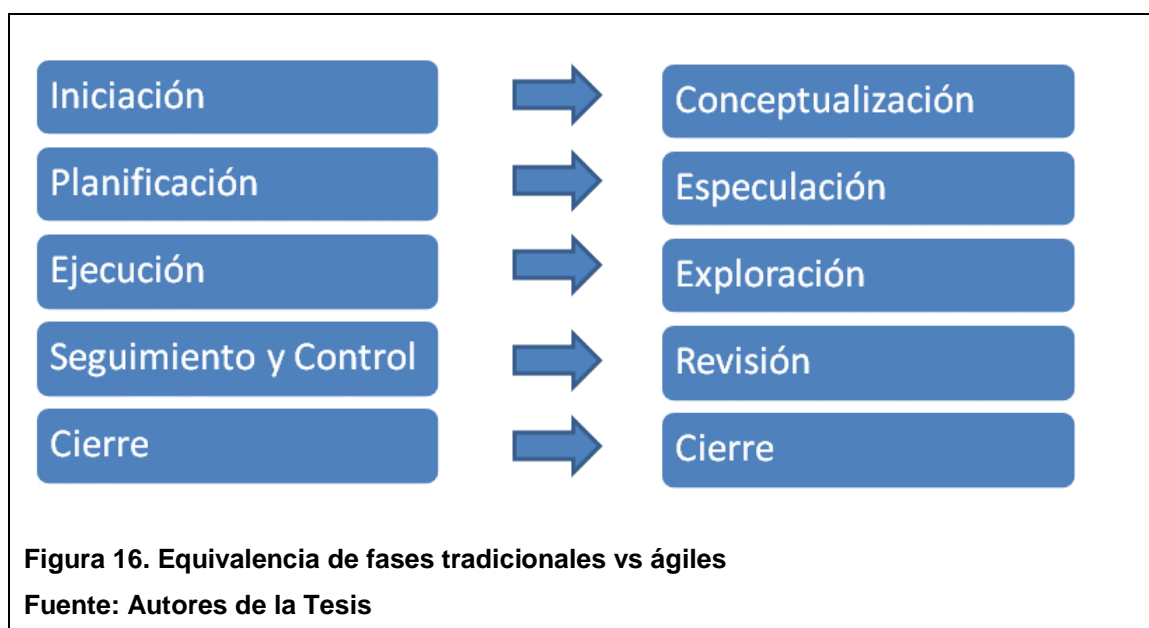 Iniciación
Conceptualización
Planificación
Especulación
Ejecución
Exploración
Seguimiento y Control
Revisión
Cierre
Cierre
Figura 16. Equivalencia de fases tradicionales vs ágiles
Fuente: Autores de la Tesis